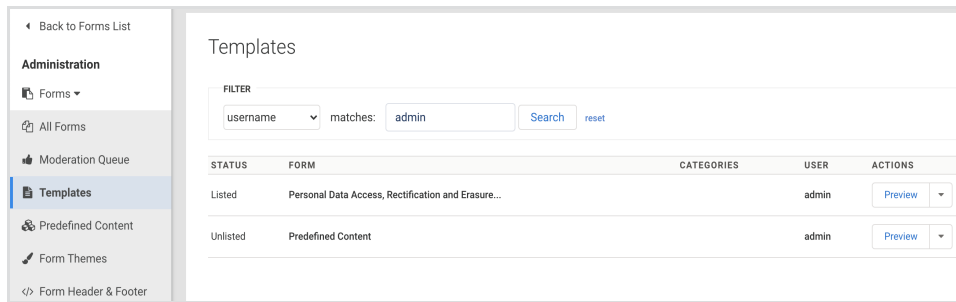 Back to Forms List
Administration
Forms
All Forms
Moderation Queue
Templates
Predefined Content
Form Themes
</> Form Header & Footer
Templates
FILTER
username matches: admin Search reset
STATUS FORM CATEGORIES USER ACTIONS
Listed Personal Data Access, Rectification and Erasure... admin Preview
Unlisted Predefined Content admin Preview